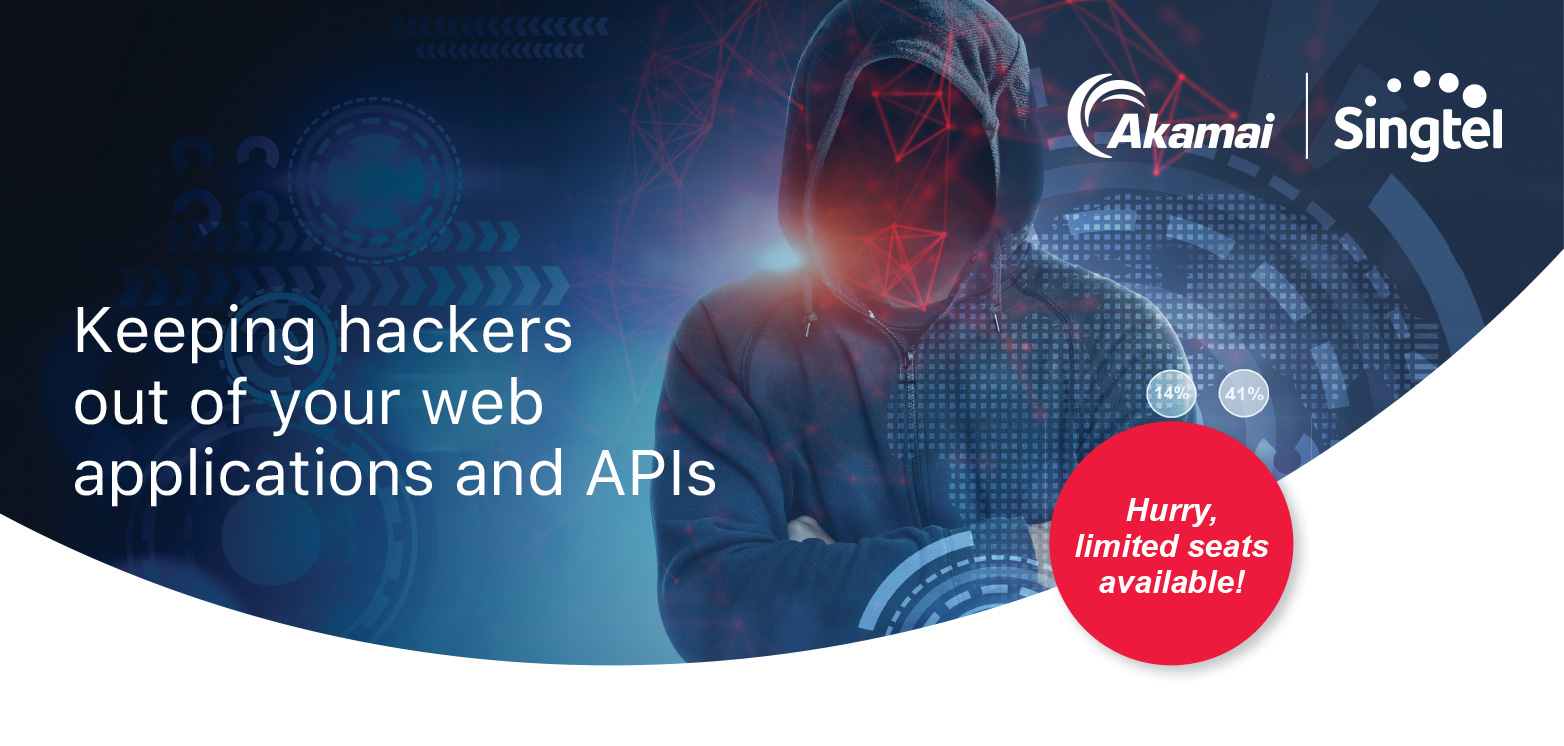 Akamai
Singtel
Keeping hackers
out of your web
applications and APIs
14%
41%
Hurry,
limited seats
available!